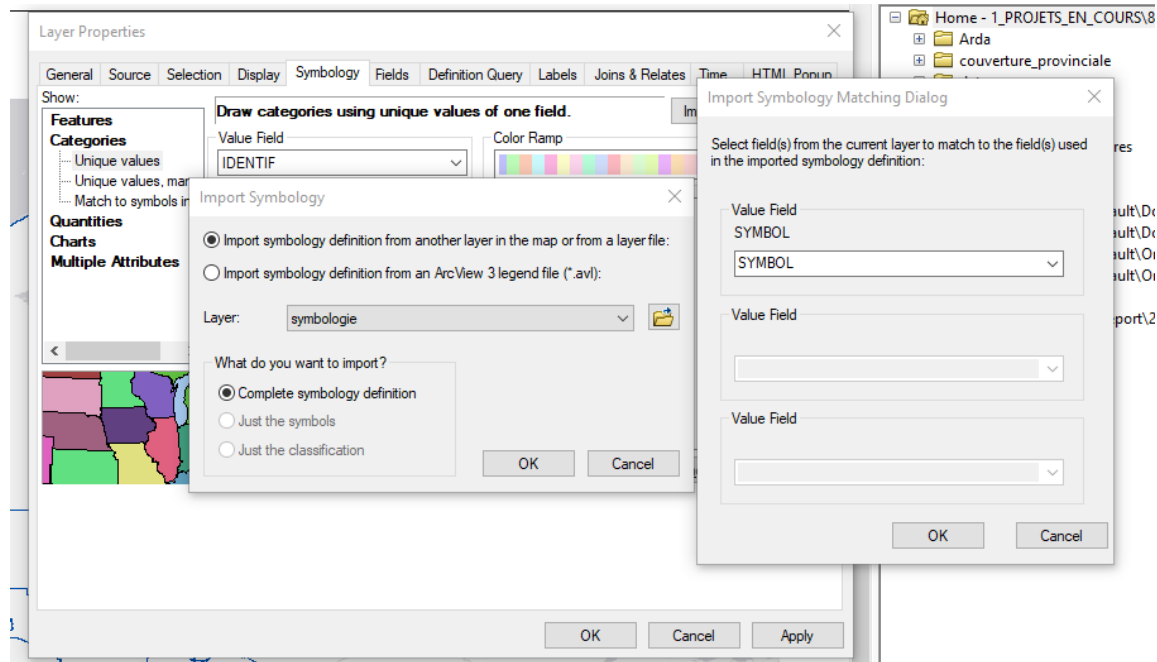 Layer Properties
General Source Selection Display Symbology Fields Definition Query Labels Joins & Relates Time HTML Popup
Show:
Features
Categories
Unique values
Unique values, mar
Match to symbols in
Quantities
Charts
Multiple Attributes
Draw categories using unique values of one field.
Im
Value Field
IDENTIF
Color Ramp
Import Symbology
Import symbology definition from another layer in the map or from a layer file:
Import symbology definition from an ArcView 3 legend file (*.avl):
Layer:
symbologie
What do you want to import?
Complete symbology definition
Just the symbols
Just the classification
OK Cancel
OK Cancel Apply
Import Symbology Matching Dialog
Select field(s) from the current layer to match to the field(s) used
in the imported symbology definition:
Value Field
SYMBOL
SYMBOL
Value Field
Value Field
OK Cancel
Home - 1_PROJETS_EN_COURS\8
Arda
couverture_provinciale
res
ault\Do
ault\Do
ault\Or
ault\Or
port\2